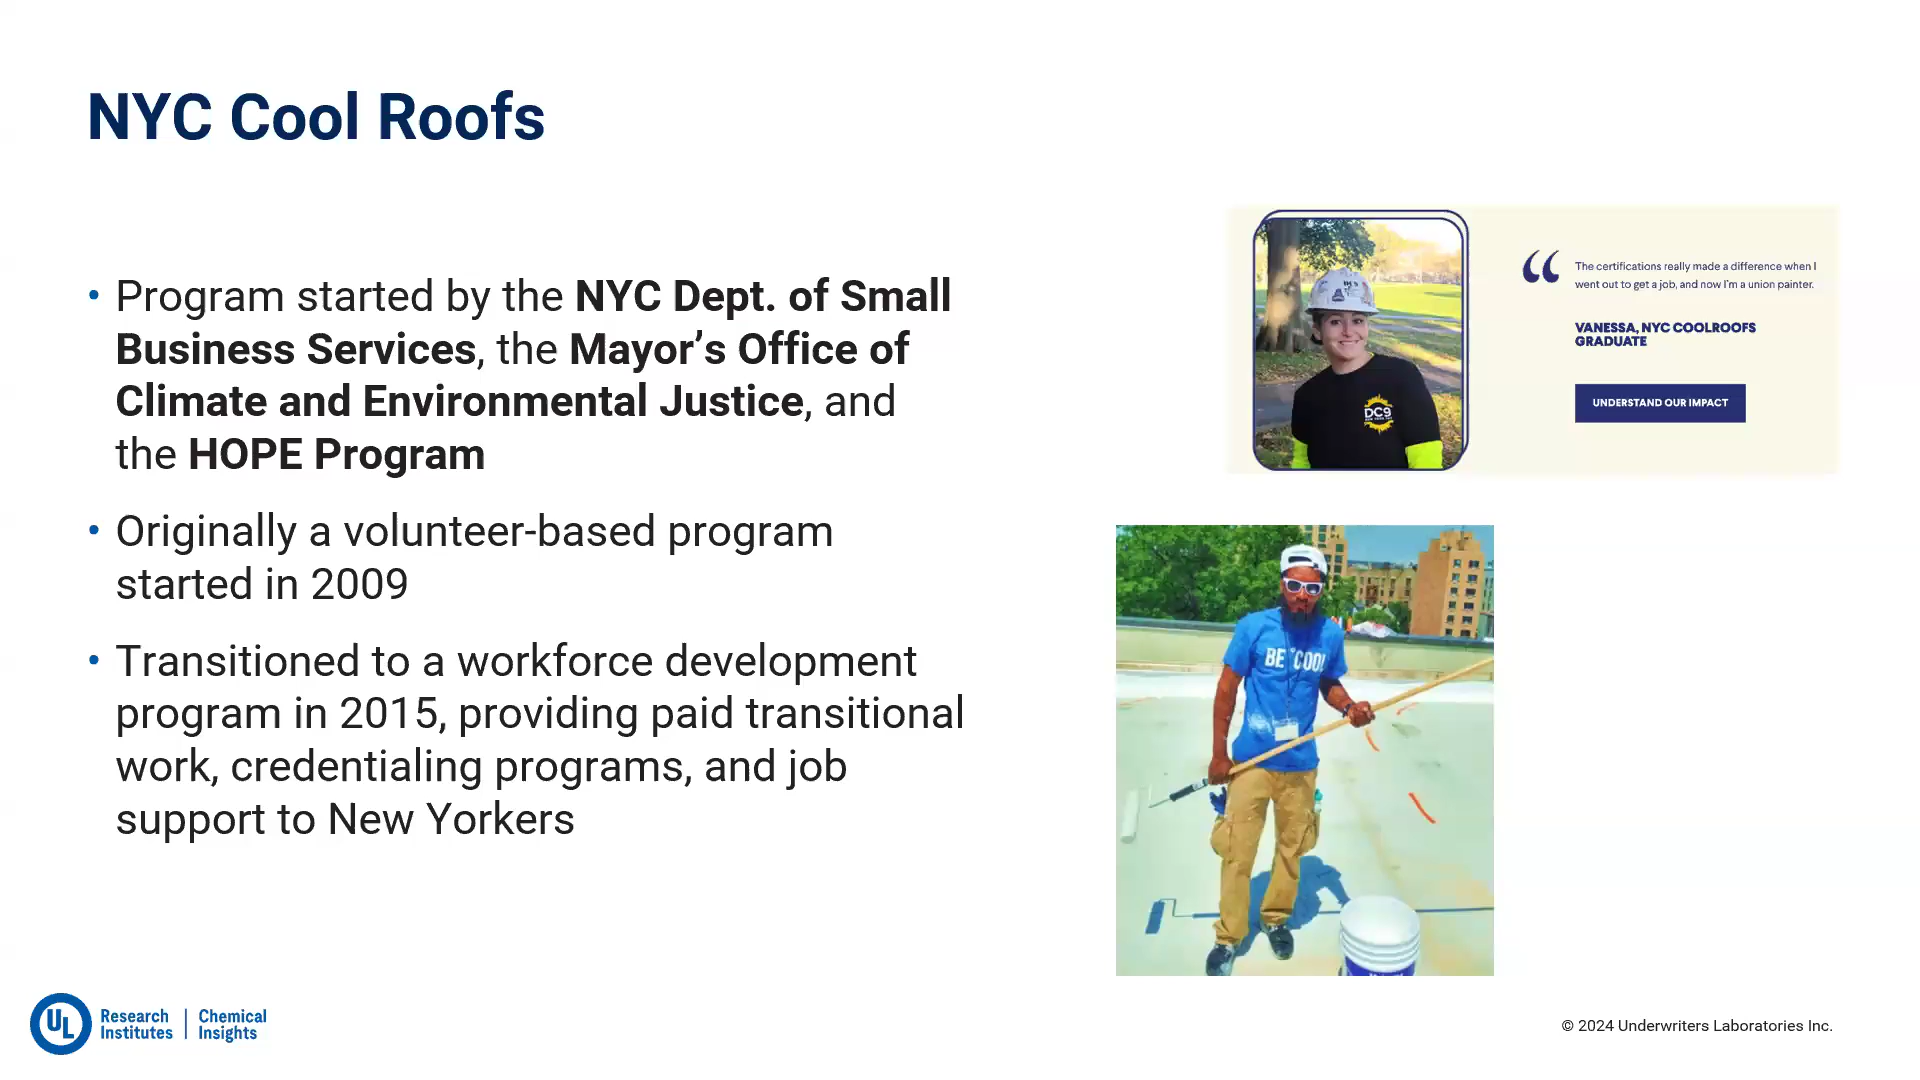 NYC Cool Roofs
• Program started by the NYC Dept. of Small
Business Services, the Mayor’s Office of
Climate and Environmental Justice, and
the HOPE Program
• Originally a volunteer-based program
started in 2009
• Transitioned to a workforce development
program in 2015, providing paid transitional
work, credentialing programs, and job
support to New Yorkers
DC9
“ The certifications really made a difference when I
went out to get a job, and now I’m a union painter.
VANESSA, NYC COOLROOFS
GRADUATE
UNDERSTAND OUR IMPACT
BE COOL
UL Research Institutes | Chemical Insights
© 2024 Underwriters Laboratories Inc.